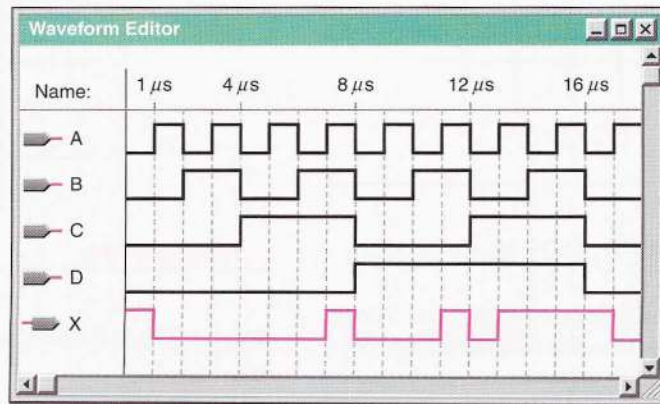 Waveform Editor
Name: 1 μs 4 μs 8 μs 12 μs 16 μs
A
B
C
D
X